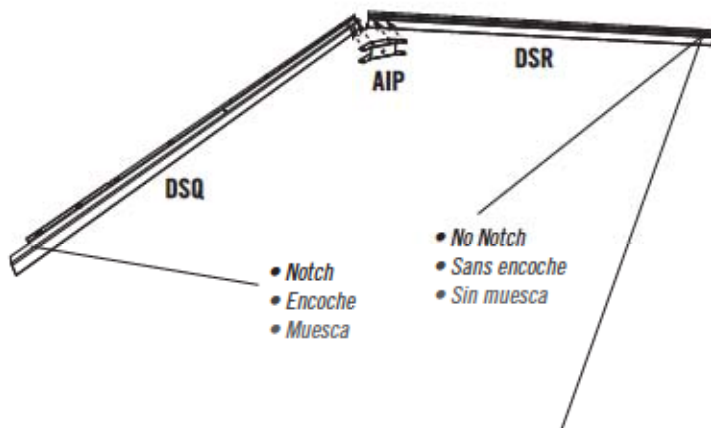 DSR
AIP
DSQ
• No Notch
• Sans encoche
• Sin muesca
• Notch
• Encoche
• Muesca